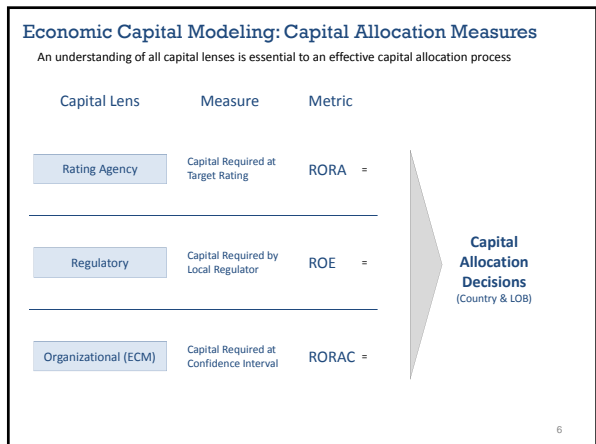 Economic Capital Modeling: Capital Allocation Measures
An understanding of all capital lenses is essential to an effective capital allocation process
Capital Lens Measure Metric
Rating Agency
Capital Required at
Target Rating
RORA =
Regulatory
Capital Required by
Local Regulator
ROE =
Organizational (ECM)
Capital Required at
Confidence Interval
RORAC =
Capital
Allocation
Decisions
(Country & LOB)
6